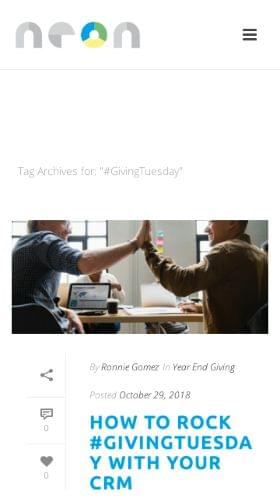 neon
Tag Archives for: "#GivingTuesday"
By Ronnie Gomez In Year End Giving
0
Posted October 29, 2018
0
HOW TO ROCK
#GIVINGTUESDA
Y WITH YOUR
CRM